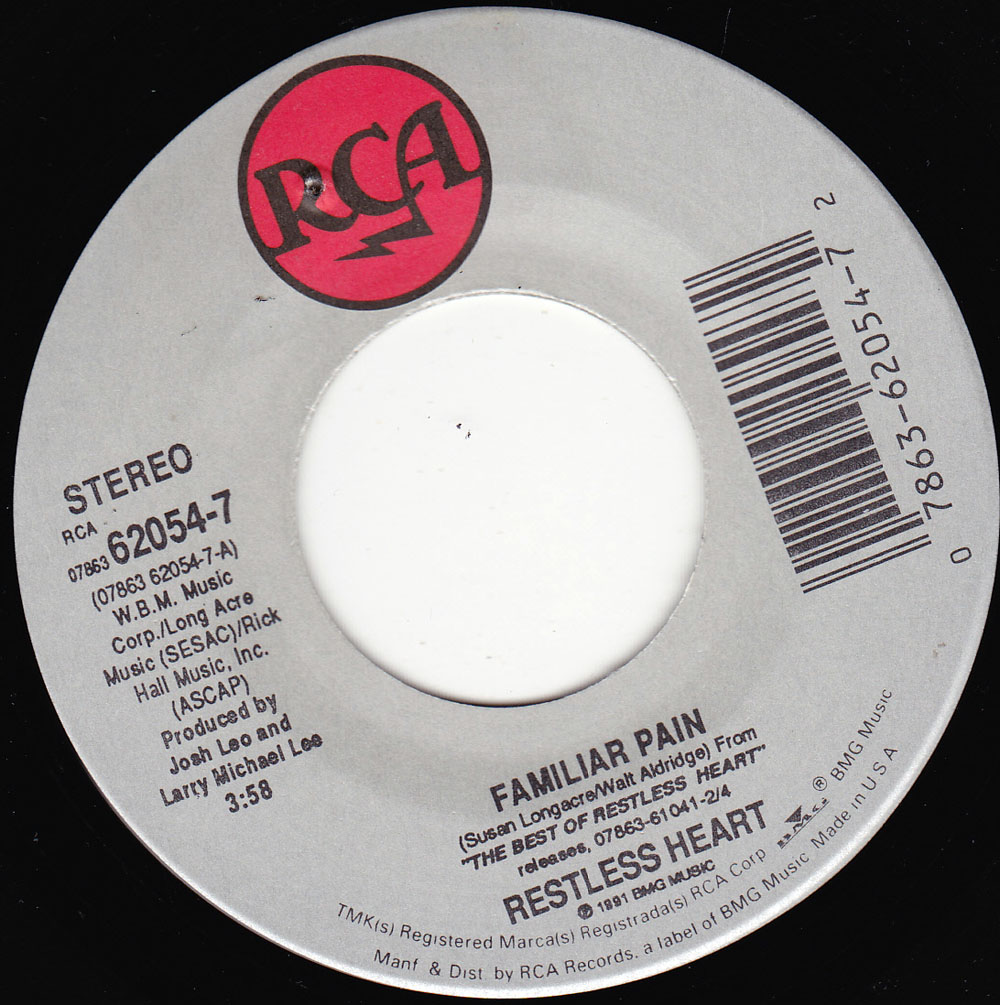 RCA
STEREO
RCA
07863 62054-7
(07863 62054-7-A)
W.B.M. Music
Corp./Long Acre
Music (SESAC)/Rick
Hall Music, Inc.
(ASCAP)
Produced by
Josh Leo and
Larry Michael Lee
3:58
2
7863-62054-7
0
FAMILIAR PAIN
(Susan Longacre/Walt Aldridge) From
"THE BEST OF RESTLESS HEART"
releases, 07863-61041-2/4
RESTLESS HEART
℗ 1991 BMG MUSIC
TMK(s) Registered Marca(s) Registrada(s) RCA Corp BMG ® BMG Music
Manf & Dist. by RCA Records, a label of BMG Music Made in U S A